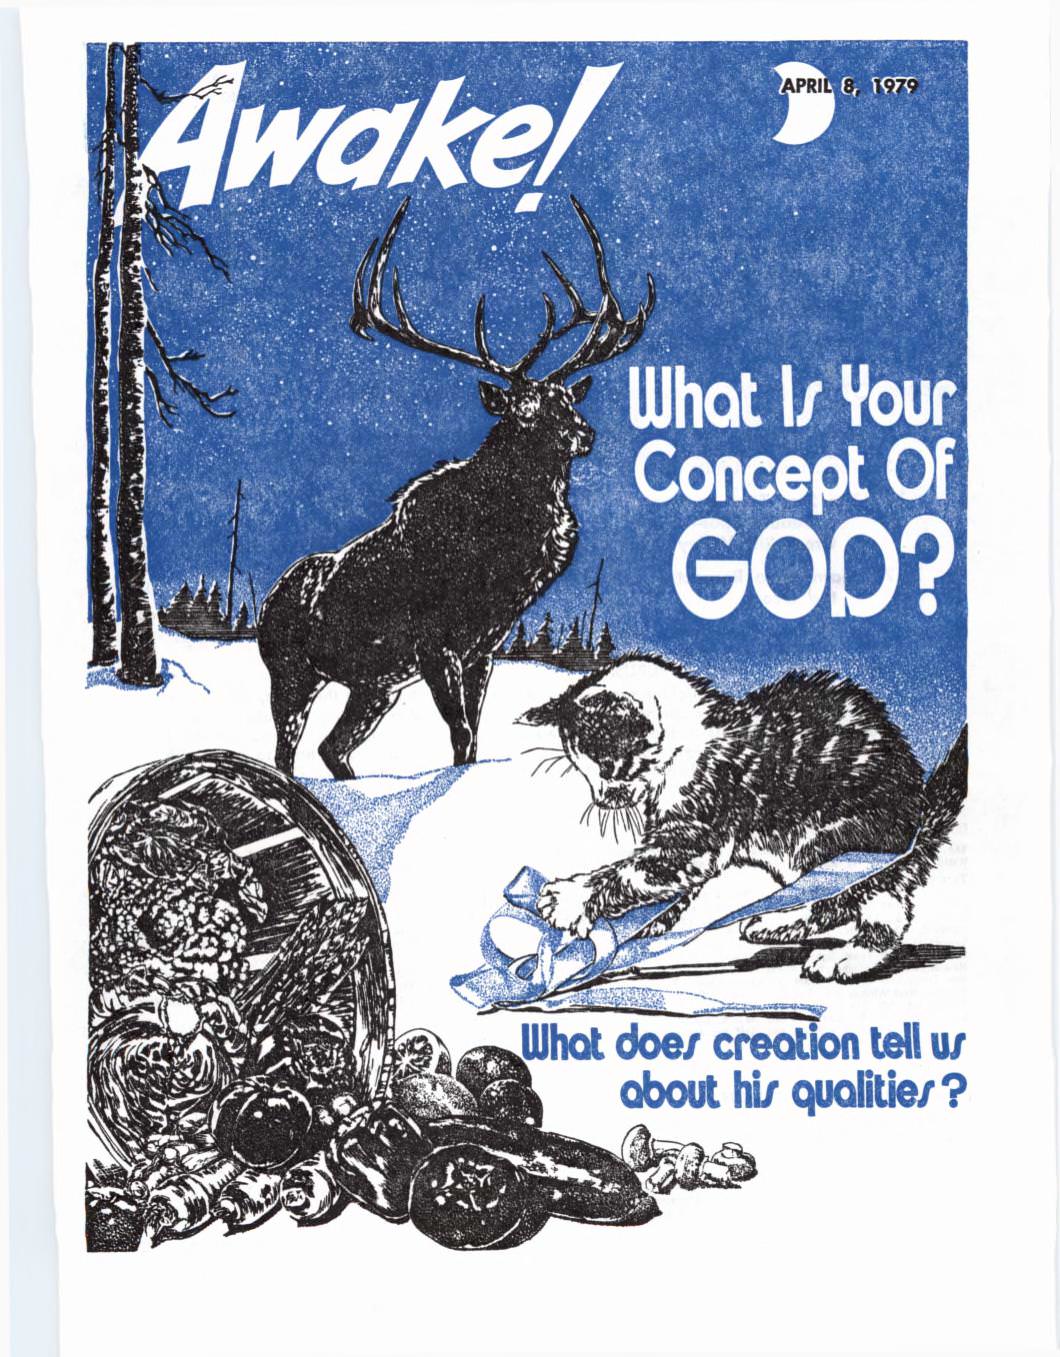 Awake!
APRIL 8, 1979
What Is Your
Concept Of
GOD?
What does creation tell us
about his qualities?